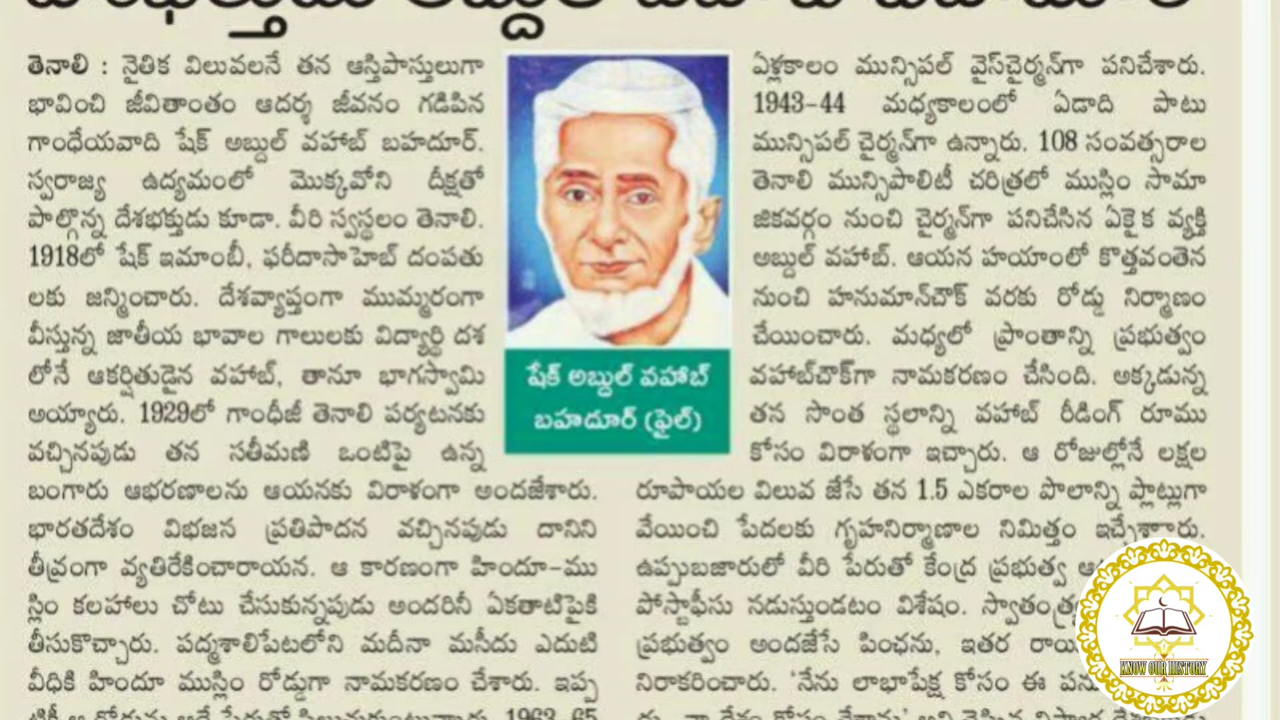 తెనాలి : నైతిక విలువలనే తన ఆస్తిపాస్తులుగా
భావించి జీవితాంతం ఆదర్శ జీవనం గడిపిన
గాంధేయవాది షేక్ అబ్దుల్ వహాబ్ బహదూర్.
స్వరాజ్య ఉద్యమంలో మొక్కవోని దీక్షతో
పాల్గొన్న దేశభక్తుడు కూడా. వీరి స్వస్థలం తెనాలి.
1918లో షేక్ ఇమాంబీ, ఫరీదాసాహెబ్ దంపతు
లకు జన్మించారు. దేశవ్యాప్తంగా ముమ్మరంగా
వీస్తున్న జాతీయ భావాల గాలులకు విద్యార్థి దశ
లోనే ఆకర్షితుడైన వహాబ్, తానూ భాగస్వామి
అయ్యారు. 1929లో గాంధీజీ తెనాలి పర్యటనకు
వచ్చినపుడు తన సతీమణి ఒంటిపై ఉన్న
బంగారు ఆభరణాలను ఆయనకు విరాళంగా అందజేశారు.
భారతదేశం విభజన ప్రతిపాదన వచ్చినపుడు దానిని
తీవ్రంగా వ్యతిరేకించారాయన. ఆ కారణంగా హిందూ-ము
స్లిం కలహాలు చోటు చేసుకున్నపుడు అందరినీ ఏకతాటిపైకి
తీసుకొచ్చారు. పద్మశాలిపేటలోని మదీనా మసీదు ఎదుటి
వీధికి హిందూ ముస్లిం రోడ్డుగా నామకరణం చేశారు. ఇప్ప
టికీ ఆ రోడ్డును అదే పేరుతో పిలుచుకుంటున్నారు. 1963-65
షేక్ అబ్దుల్ వహాబ్
బహదూర్ (ఫైల్)
ఏళ్లకాలం మున్సిపల్ వైస్‌చైర్మన్‌గా పనిచేశారు.
1943-44 మధ్యకాలంలో ఏడాది పాటు
మున్సిపల్ చైర్మన్‌గా ఉన్నారు. 108 సంవత్సరాల
తెనాలి మున్సిపాలిటీ చరిత్రలో ముస్లిం సామా
జికవర్గం నుంచి చైర్మన్‌గా పనిచేసిన ఏకైక వ్యక్తి
అబ్దుల్ వహాబ్. ఆయన హయాంలో కొత్తవంతెన
నుంచి హనుమాన్‌చౌక్ వరకు రోడ్డు నిర్మాణం
చేయించారు. మధ్యలో ప్రాంతాన్ని ప్రభుత్వం
వహాబ్‌చౌక్‌గా నామకరణం చేసింది. అక్కడున్న
తన సొంత స్థలాన్ని వహాబ్ రీడింగ్ రూము
కోసం విరాళంగా ఇచ్చారు. ఆ రోజుల్లోనే లక్షల
రూపాయల విలువ జేసే తన 1.5 ఎకరాల పొలాన్ని ప్లాట్లుగా
వేయించి పేదలకు గృహనిర్మాణాల నిమిత్తం ఇచ్చేశారు.
ఉప్పుబజారులో వీరి పేరుతో కేంద్ర ప్రభుత్వ
పోస్టాఫీసు నడుస్తుండటం విశేషం.
ప్రభుత్వం అందజేసే పింఛను, ఇతర
నిరాకరించారు. 'నేను లాభాపేక్ష కోసం ఈ
KNOW OUR HISTORY